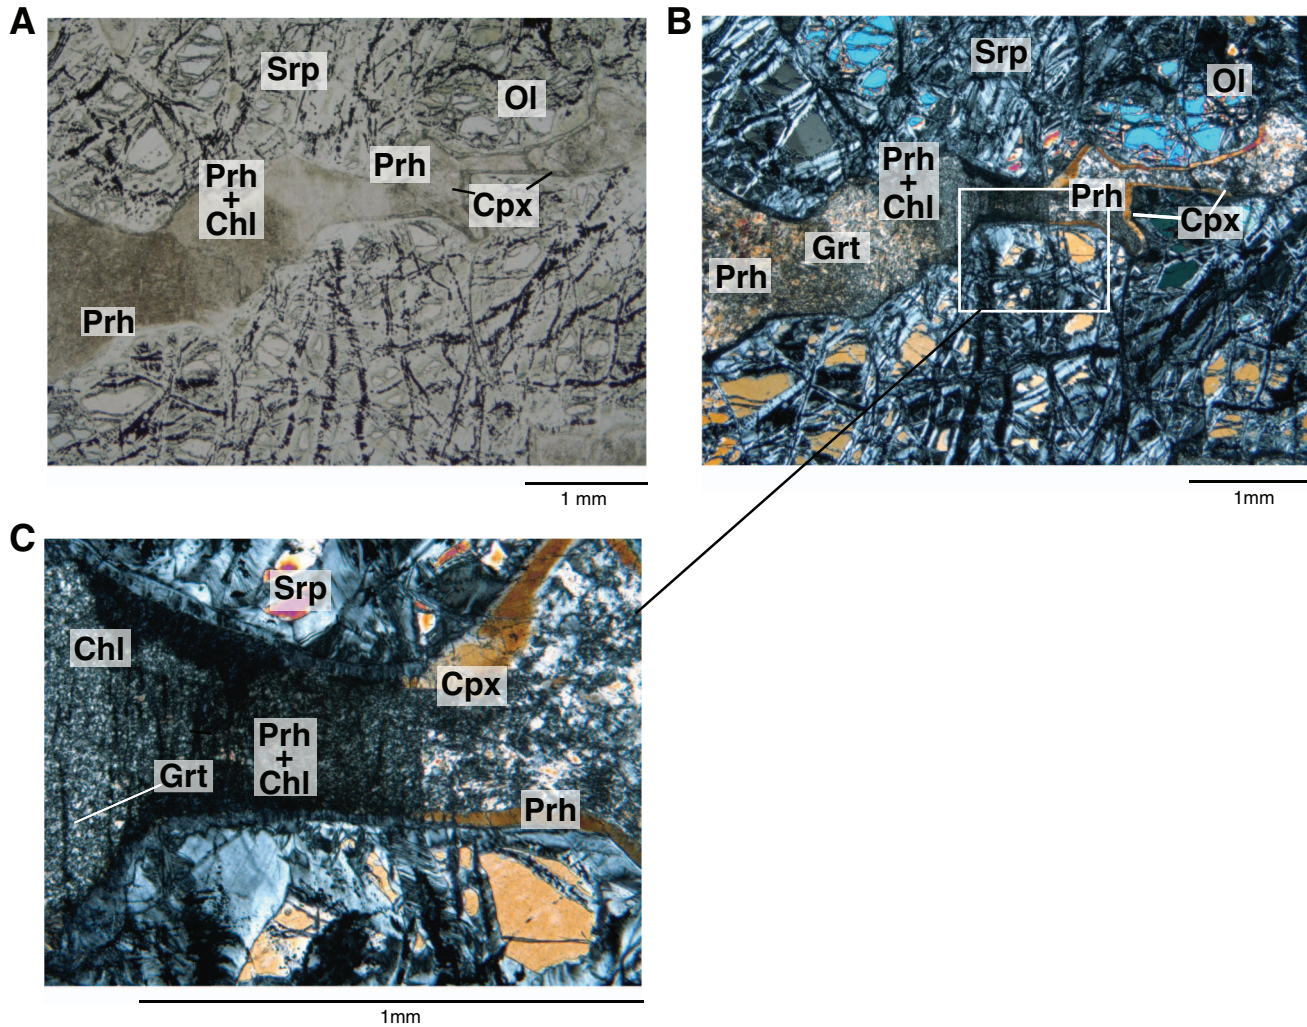 A
Srp
Ol
Prh
+
Chl
Prh
Cpx
Prh
1 mm
B
Srp
Ol
Prh
+
Chl
Prh
Cpx
Grt
Prh
1mm
C
Srp
Chl
Cpx
Prh
+
Chl
Grt
Prh
1mm